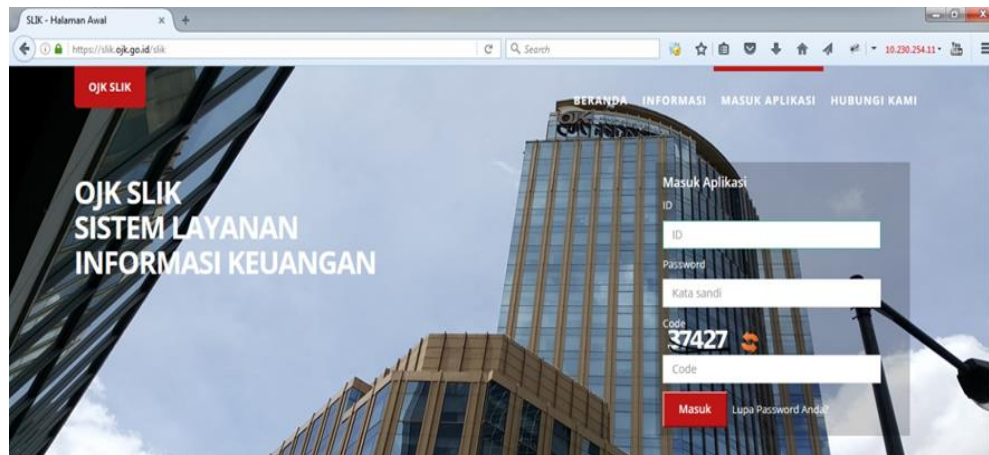 SLIK - Halaman Awal
https://slik.ojk.go.id/slik
Search
10.230.254.11
OJK SLIK
BERANDA INFORMASI MASUK APLIKASI HUBUNGI KAMI
OJK
OJK SLIK
SISTEM LAYANAN
INFORMASI KEUANGAN
Masuk Aplikasi
ID
ID
Password
Kata sandi
Code
37427
Code
Masuk Lupa Password Anda?